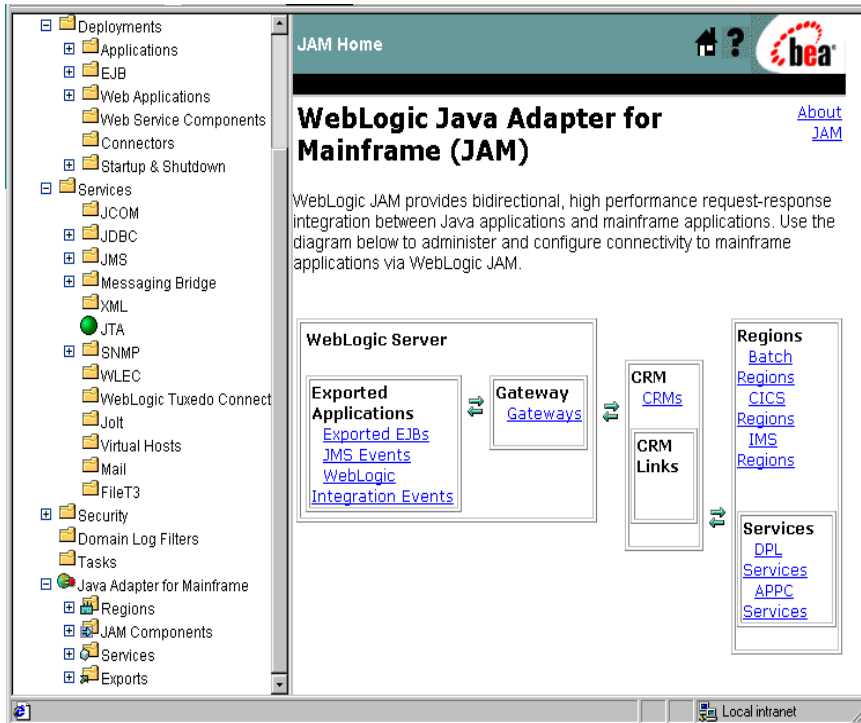 Deployments
Applications
EJB
Web Applications
Web Service Components
Connectors
Startup & Shutdown
Services
JCOM
JDBC
JMS
Messaging Bridge
XML
JTA
SNMP
WLEC
WebLogic Tuxedo Connect
Jolt
Virtual Hosts
Mail
FileT3
Security
Domain Log Filters
Tasks
Java Adapter for Mainframe
Regions
JAM Components
Services
Exports
JAM Home
?
bea
WebLogic Java Adapter for
Mainframe (JAM)
About
JAM
WebLogic JAM provides bidirectional, high performance request-response
integration between Java applications and mainframe applications. Use the
diagram below to administer and configure connectivity to mainframe
applications via WebLogic JAM.
WebLogic Server
Exported
Applications
Exported EJBs
JMS Events
WebLogic
Integration Events
Gateway
Gateways
CRM
CRMs
CRM
Links
Regions
Batch
Regions
CICS
Regions
IMS
Regions
Services
DPL
Services
APPC
Services
Local intranet